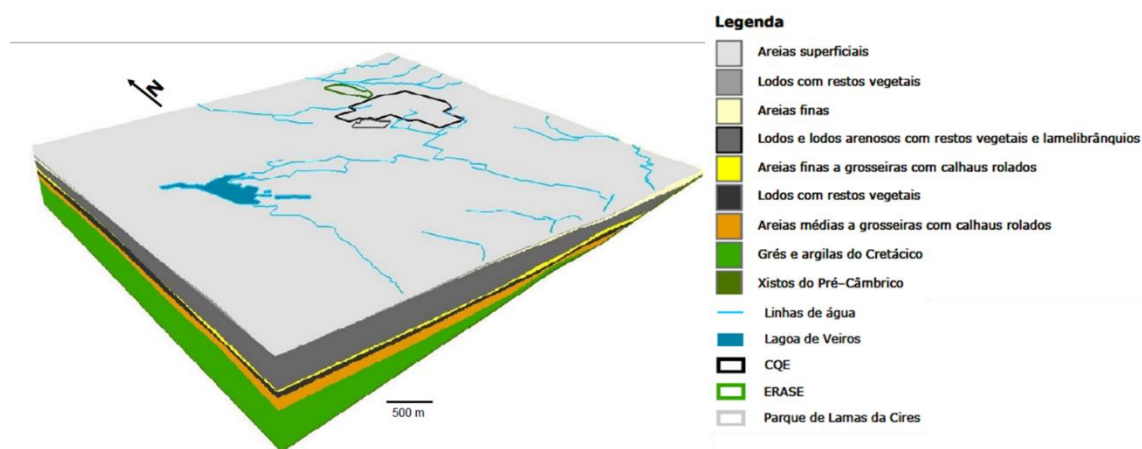 Legenda
Areias superficiais
Lodos com restos vegetais
Areias finas
Lodos e lodos arenosos com restos vegetais e lamelibrânquios
Areias finas a grosseiras com calhaus rolados
Lodos com restos vegetais
Areias médias a grosseiras com calhaus rolados
Grés e argilas do Cretácico
Xistos do Pré-Câmbrico
Linhas de água
Lagoa de Veiros
CQE
ERASE
Parque de Lamas da Cires
N
500 m